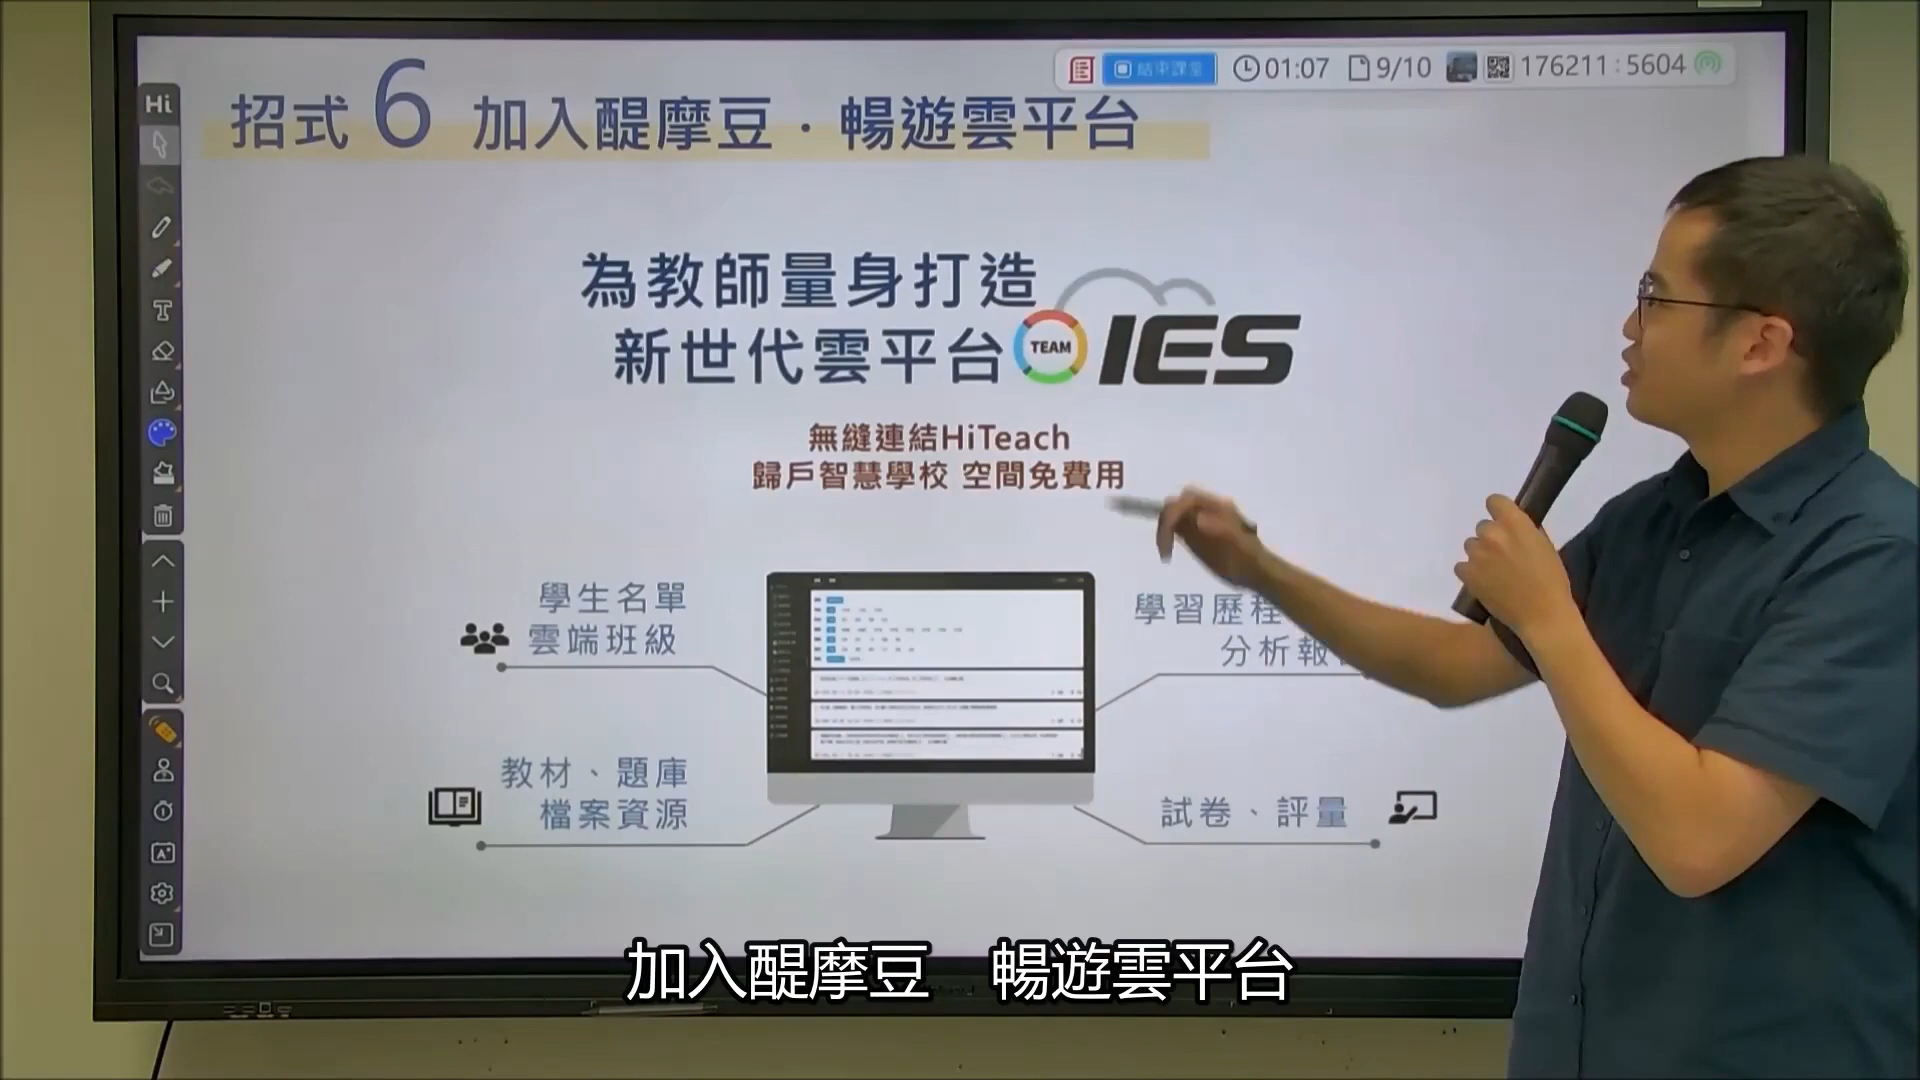 結束課堂 01:07 9/10 176211:5604
Hi
招式 6 加入醍摩豆・暢遊雲平台
為教師量身打造
新世代雲平台 TEAM IES
無縫連結HiTeach
歸戶智慧學校 空間免費用
學生名單
雲端班級
學習歷程
分析報
教材、題庫
檔案資源
試卷、評量
加入醍摩豆 暢遊雲平台